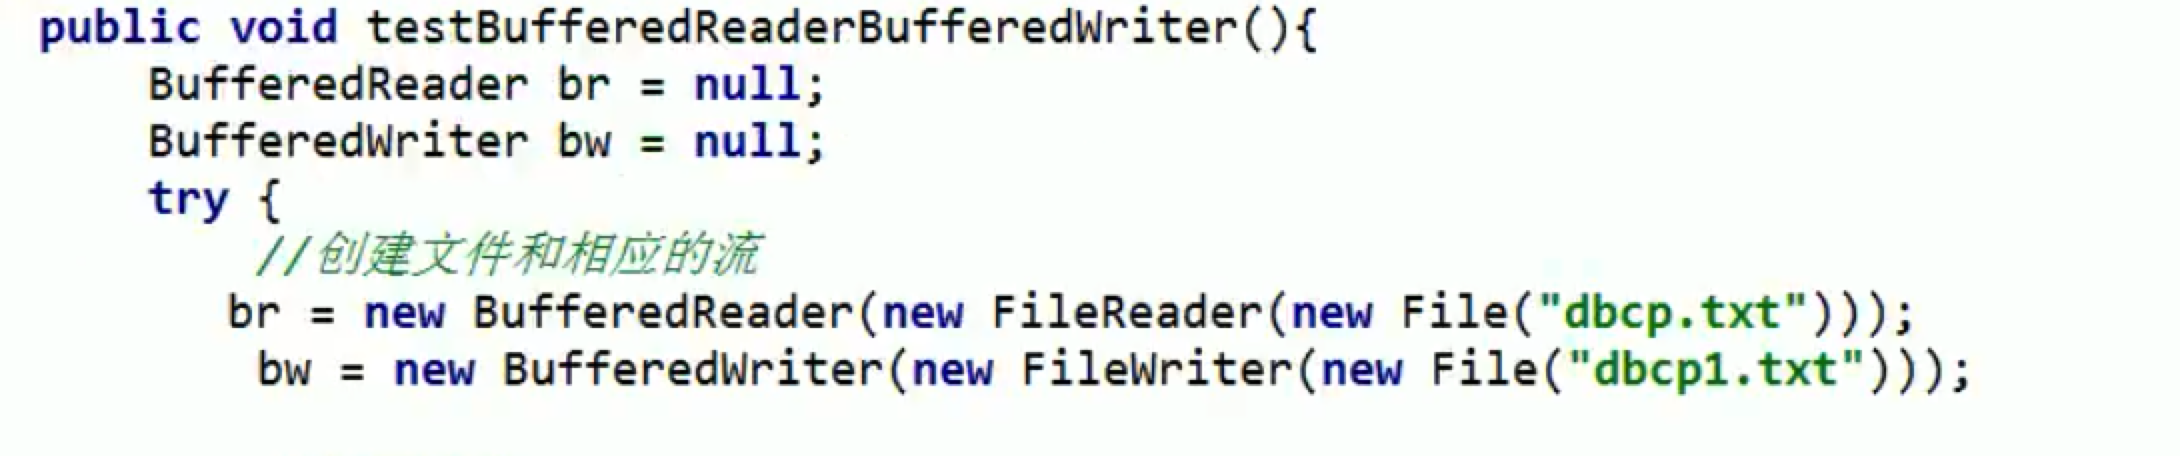 public void testBufferedReaderBufferedWriter(){
BufferedReader br = null;
BufferedWriter bw = null;
try {
//创建文件和相应的流
br = new BufferedReader(new FileReader(new File("dbcp.txt")));
bw = new BufferedWriter(new FileWriter(new File("dbcp1.txt")));